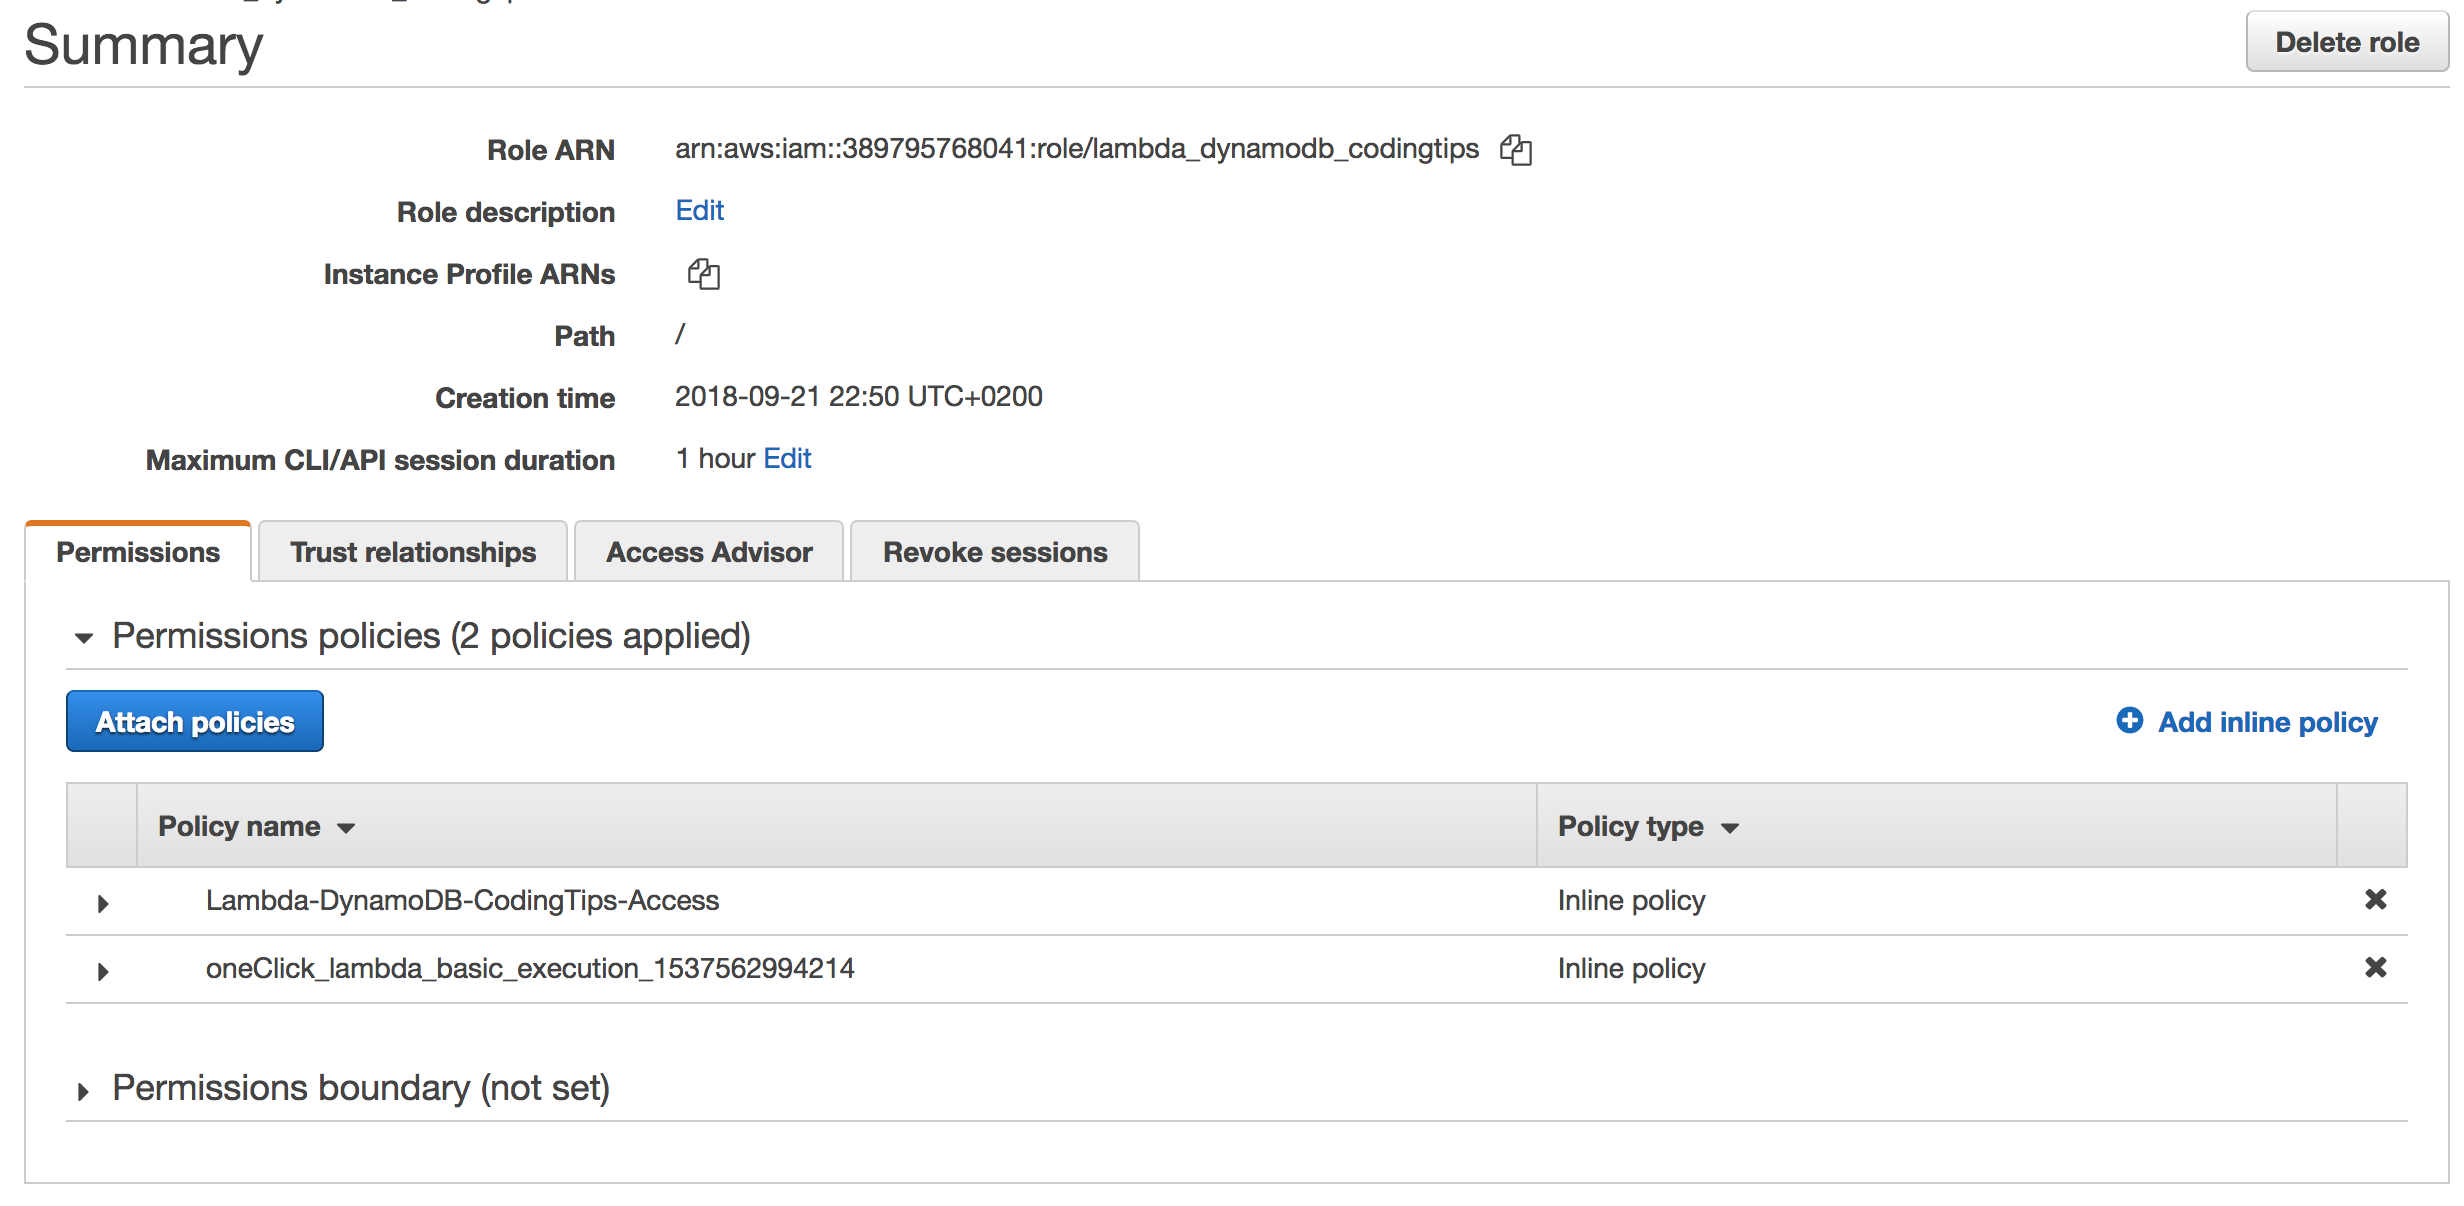 Summary
Delete role
Role ARN arn:aws:iam::389795768041:role/lambda_dynamodb_codingtips
Role description Edit
Instance Profile ARNs
Path /
Creation time 2018-09-21 22:50 UTC+0200
Maximum CLI/API session duration 1 hour Edit
Permissions Trust relationships Access Advisor Revoke sessions
Permissions policies (2 policies applied)
Attach policies Add inline policy
Policy name Policy type
Lambda-DynamoDB-CodingTips-Access Inline policy
oneClick_lambda_basic_execution_1537562994214 Inline policy
Permissions boundary (not set)